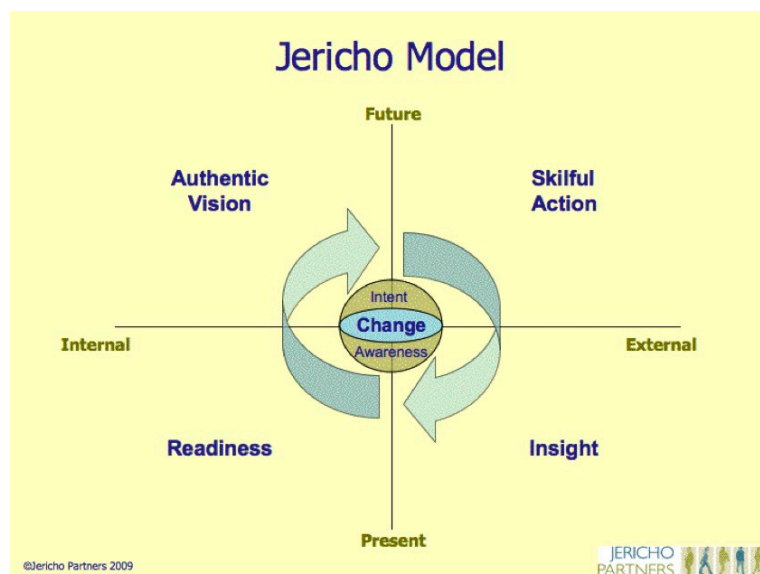 Jericho Model
Future
Authentic
Vision
Skilful
Action
Intent
Change
Awareness
Internal
External
Readiness
Insight
Present
©Jericho Partners 2009
JERICHO
PARTNERS